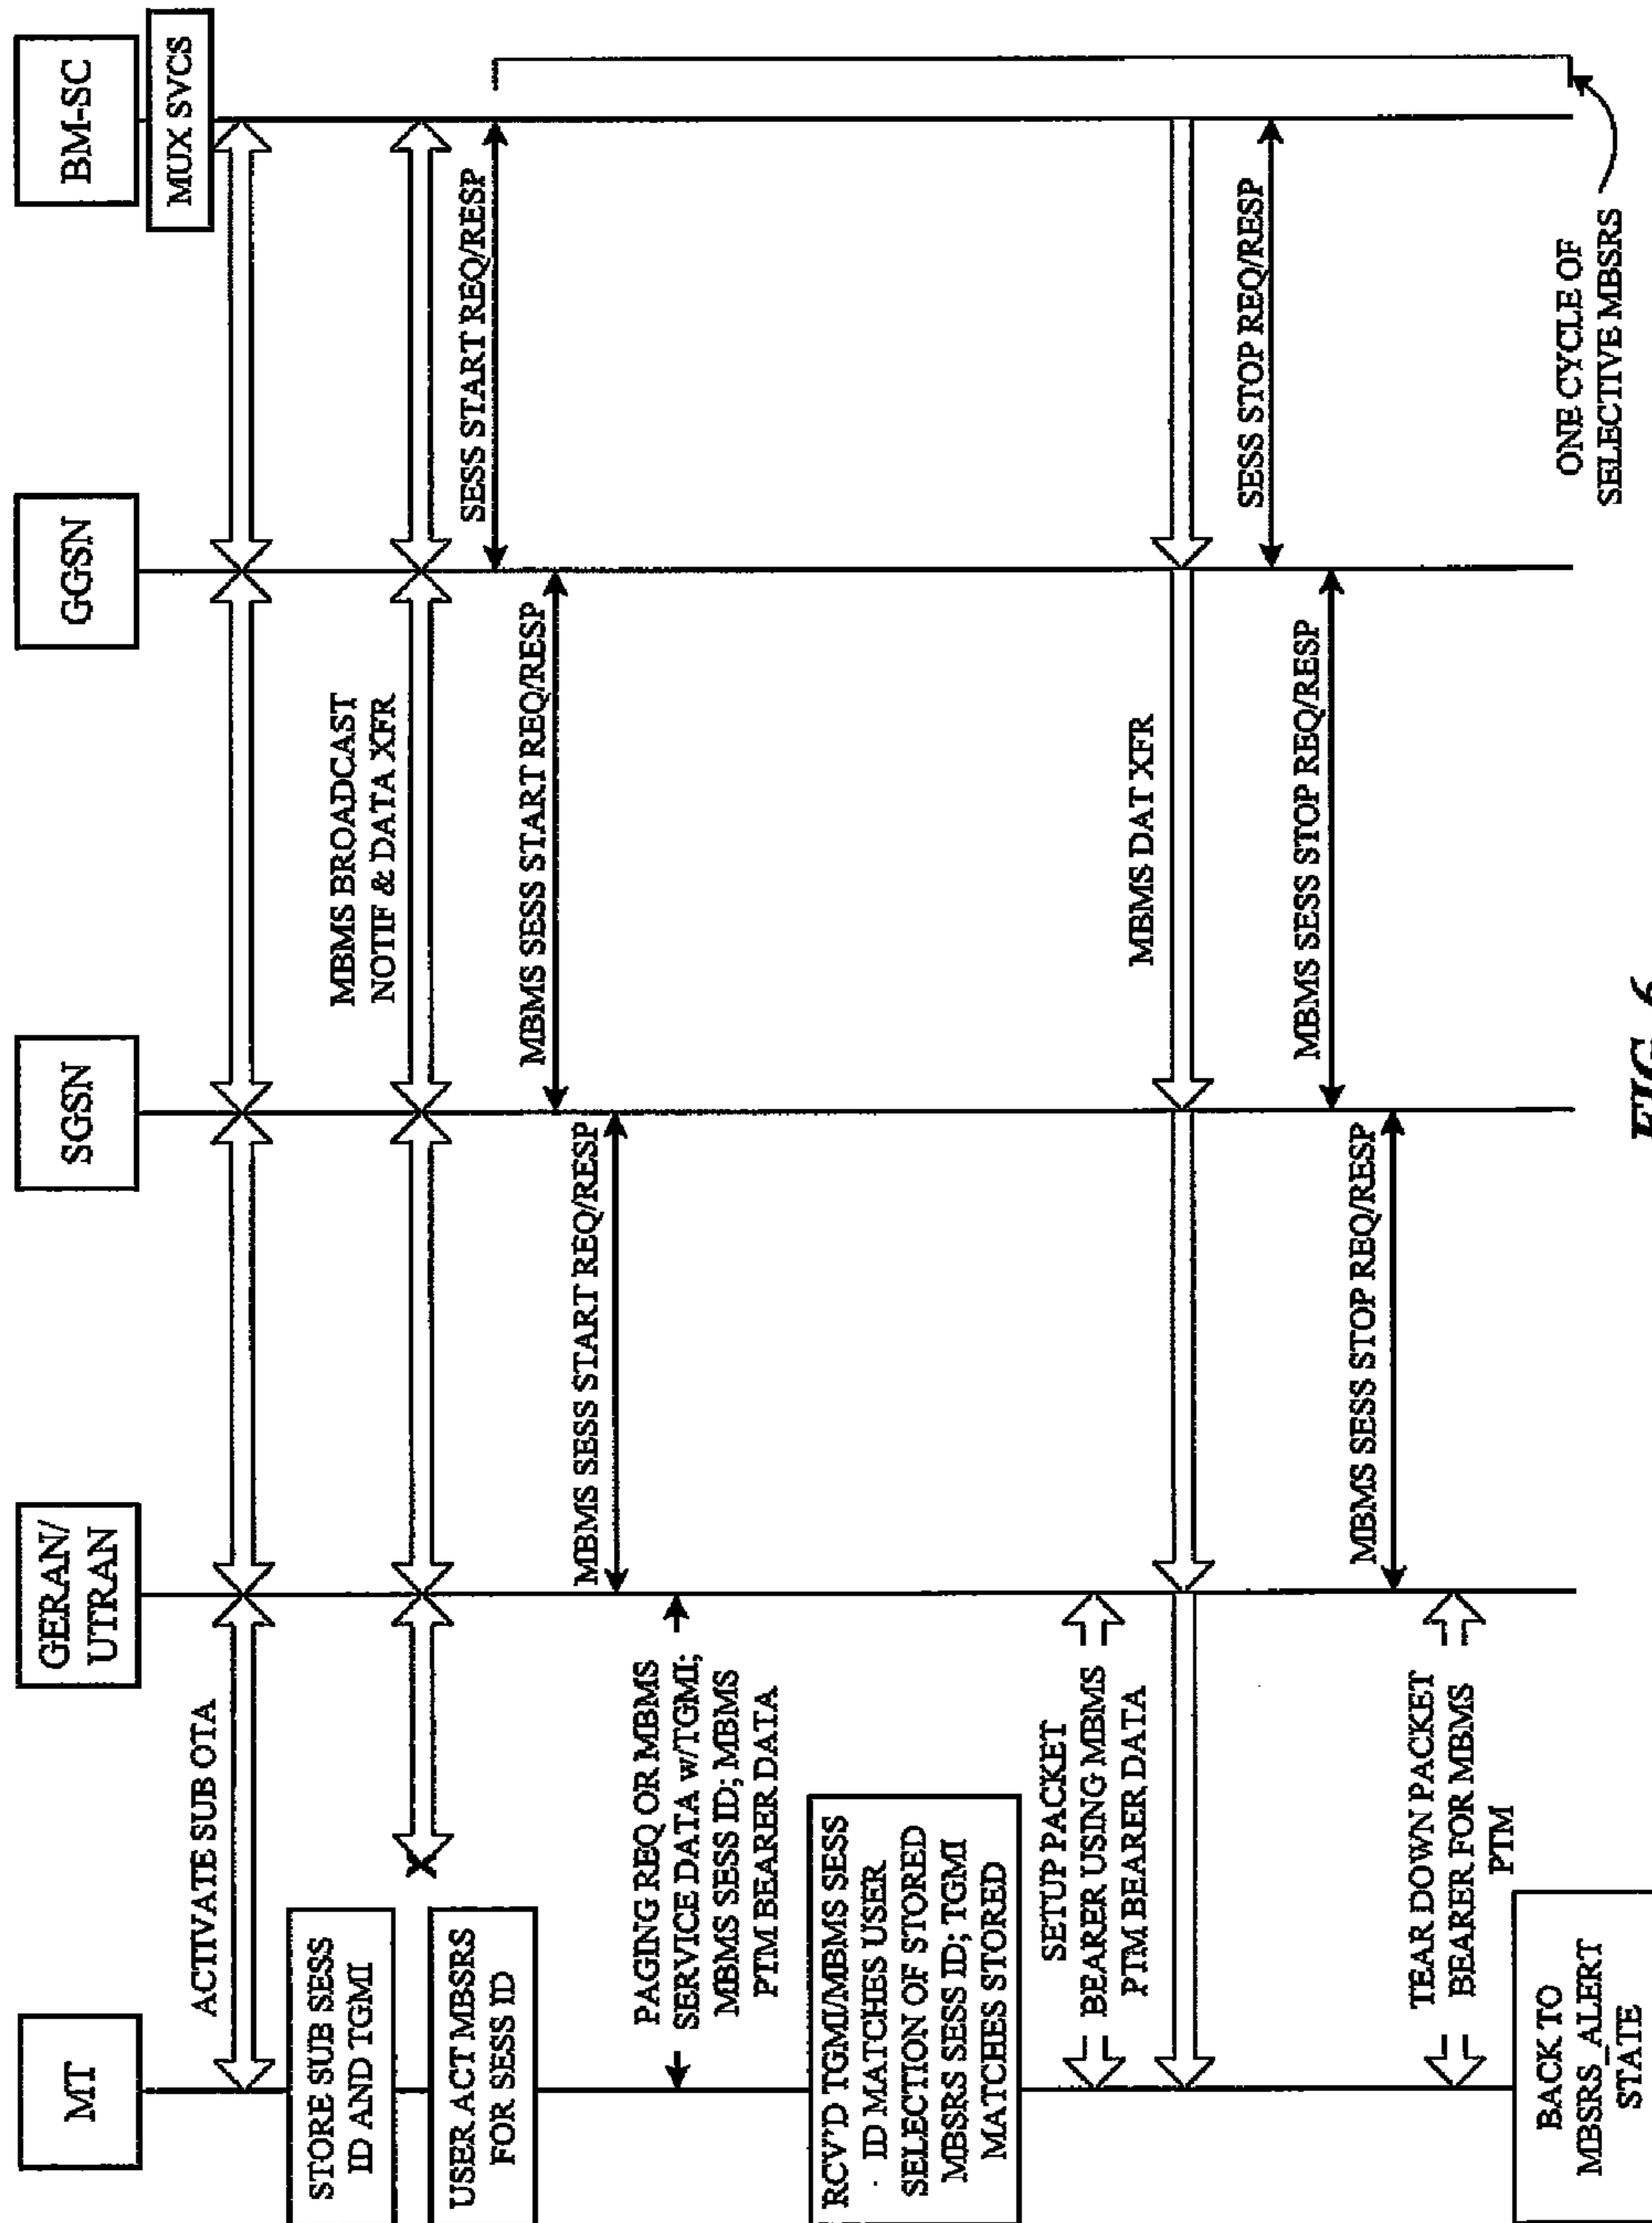 MT
GERAN/
UTRAN
SGSN
GGSN
BM-SC
MUX SVCS
ACTIVATE SUB OTA
STORE SUB SESS
ID AND TGMI
MBMS BROADCAST
NOTIF & DATA XFR
USER ACT MBSRS
FOR SESS ID
SESS START REQ/RESP
MBMS SESS START REQ/RESP
MBMS SESS START REQ/RESP
PAGING REQ OR MBMS
SERVICE DATA w/TGMI;
MBMS SESS ID; MBMS
PTM BEARER DATA
RCV'D TGMI/MBMS SESS
ID MATCHES USER
SELECTION OF STORED
MBSRS SESS ID; TGMI
MATCHES STORED
SETUP PACKET
BEARER USING MBMS
PTM BEARER DATA
MBMS DAT XFR
SESS STOP REQ/RESP
MBMS SESS STOP REQ/RESP
MBMS SESS STOP REQ/RESP
TEAR DOWN PACKET
BEARER FOR MBMS
PTM
BACK TO
MBSRS_ALERT
STATE
ONE CYCLE OF
SELECTIVE MBSRS
FIG. 6